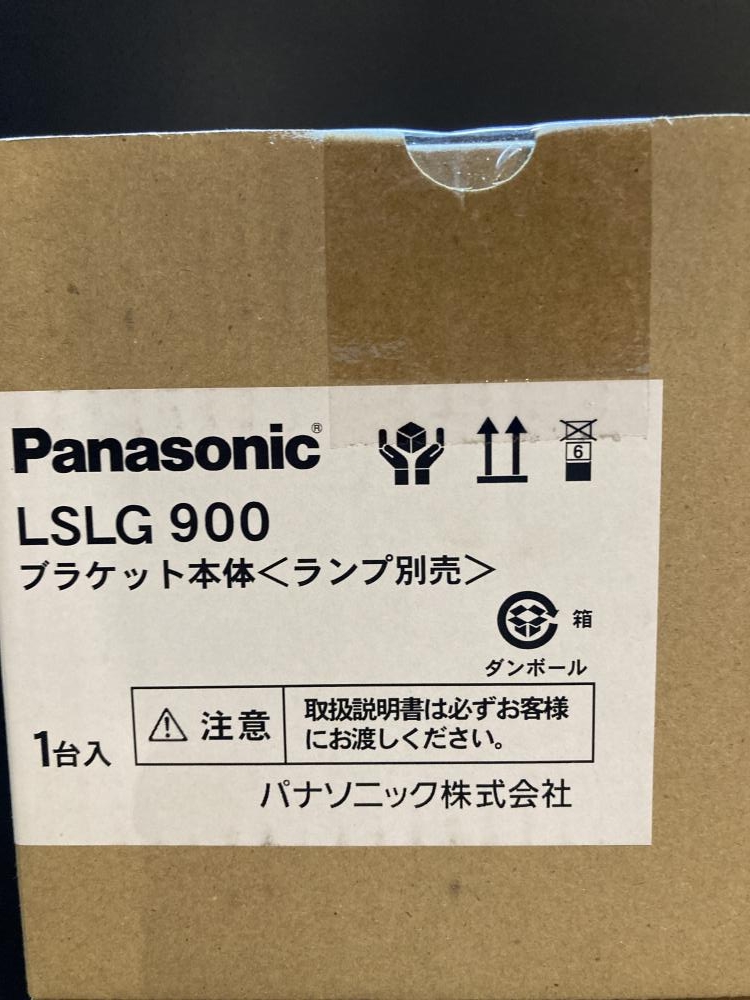 Panasonic®
6
LSLG 900
ブラケット本体<ランプ別売>
箱
ダンボール
1台入
注意
取扱説明書は必ずお客様
にお渡しください。
パナソニック株式会社